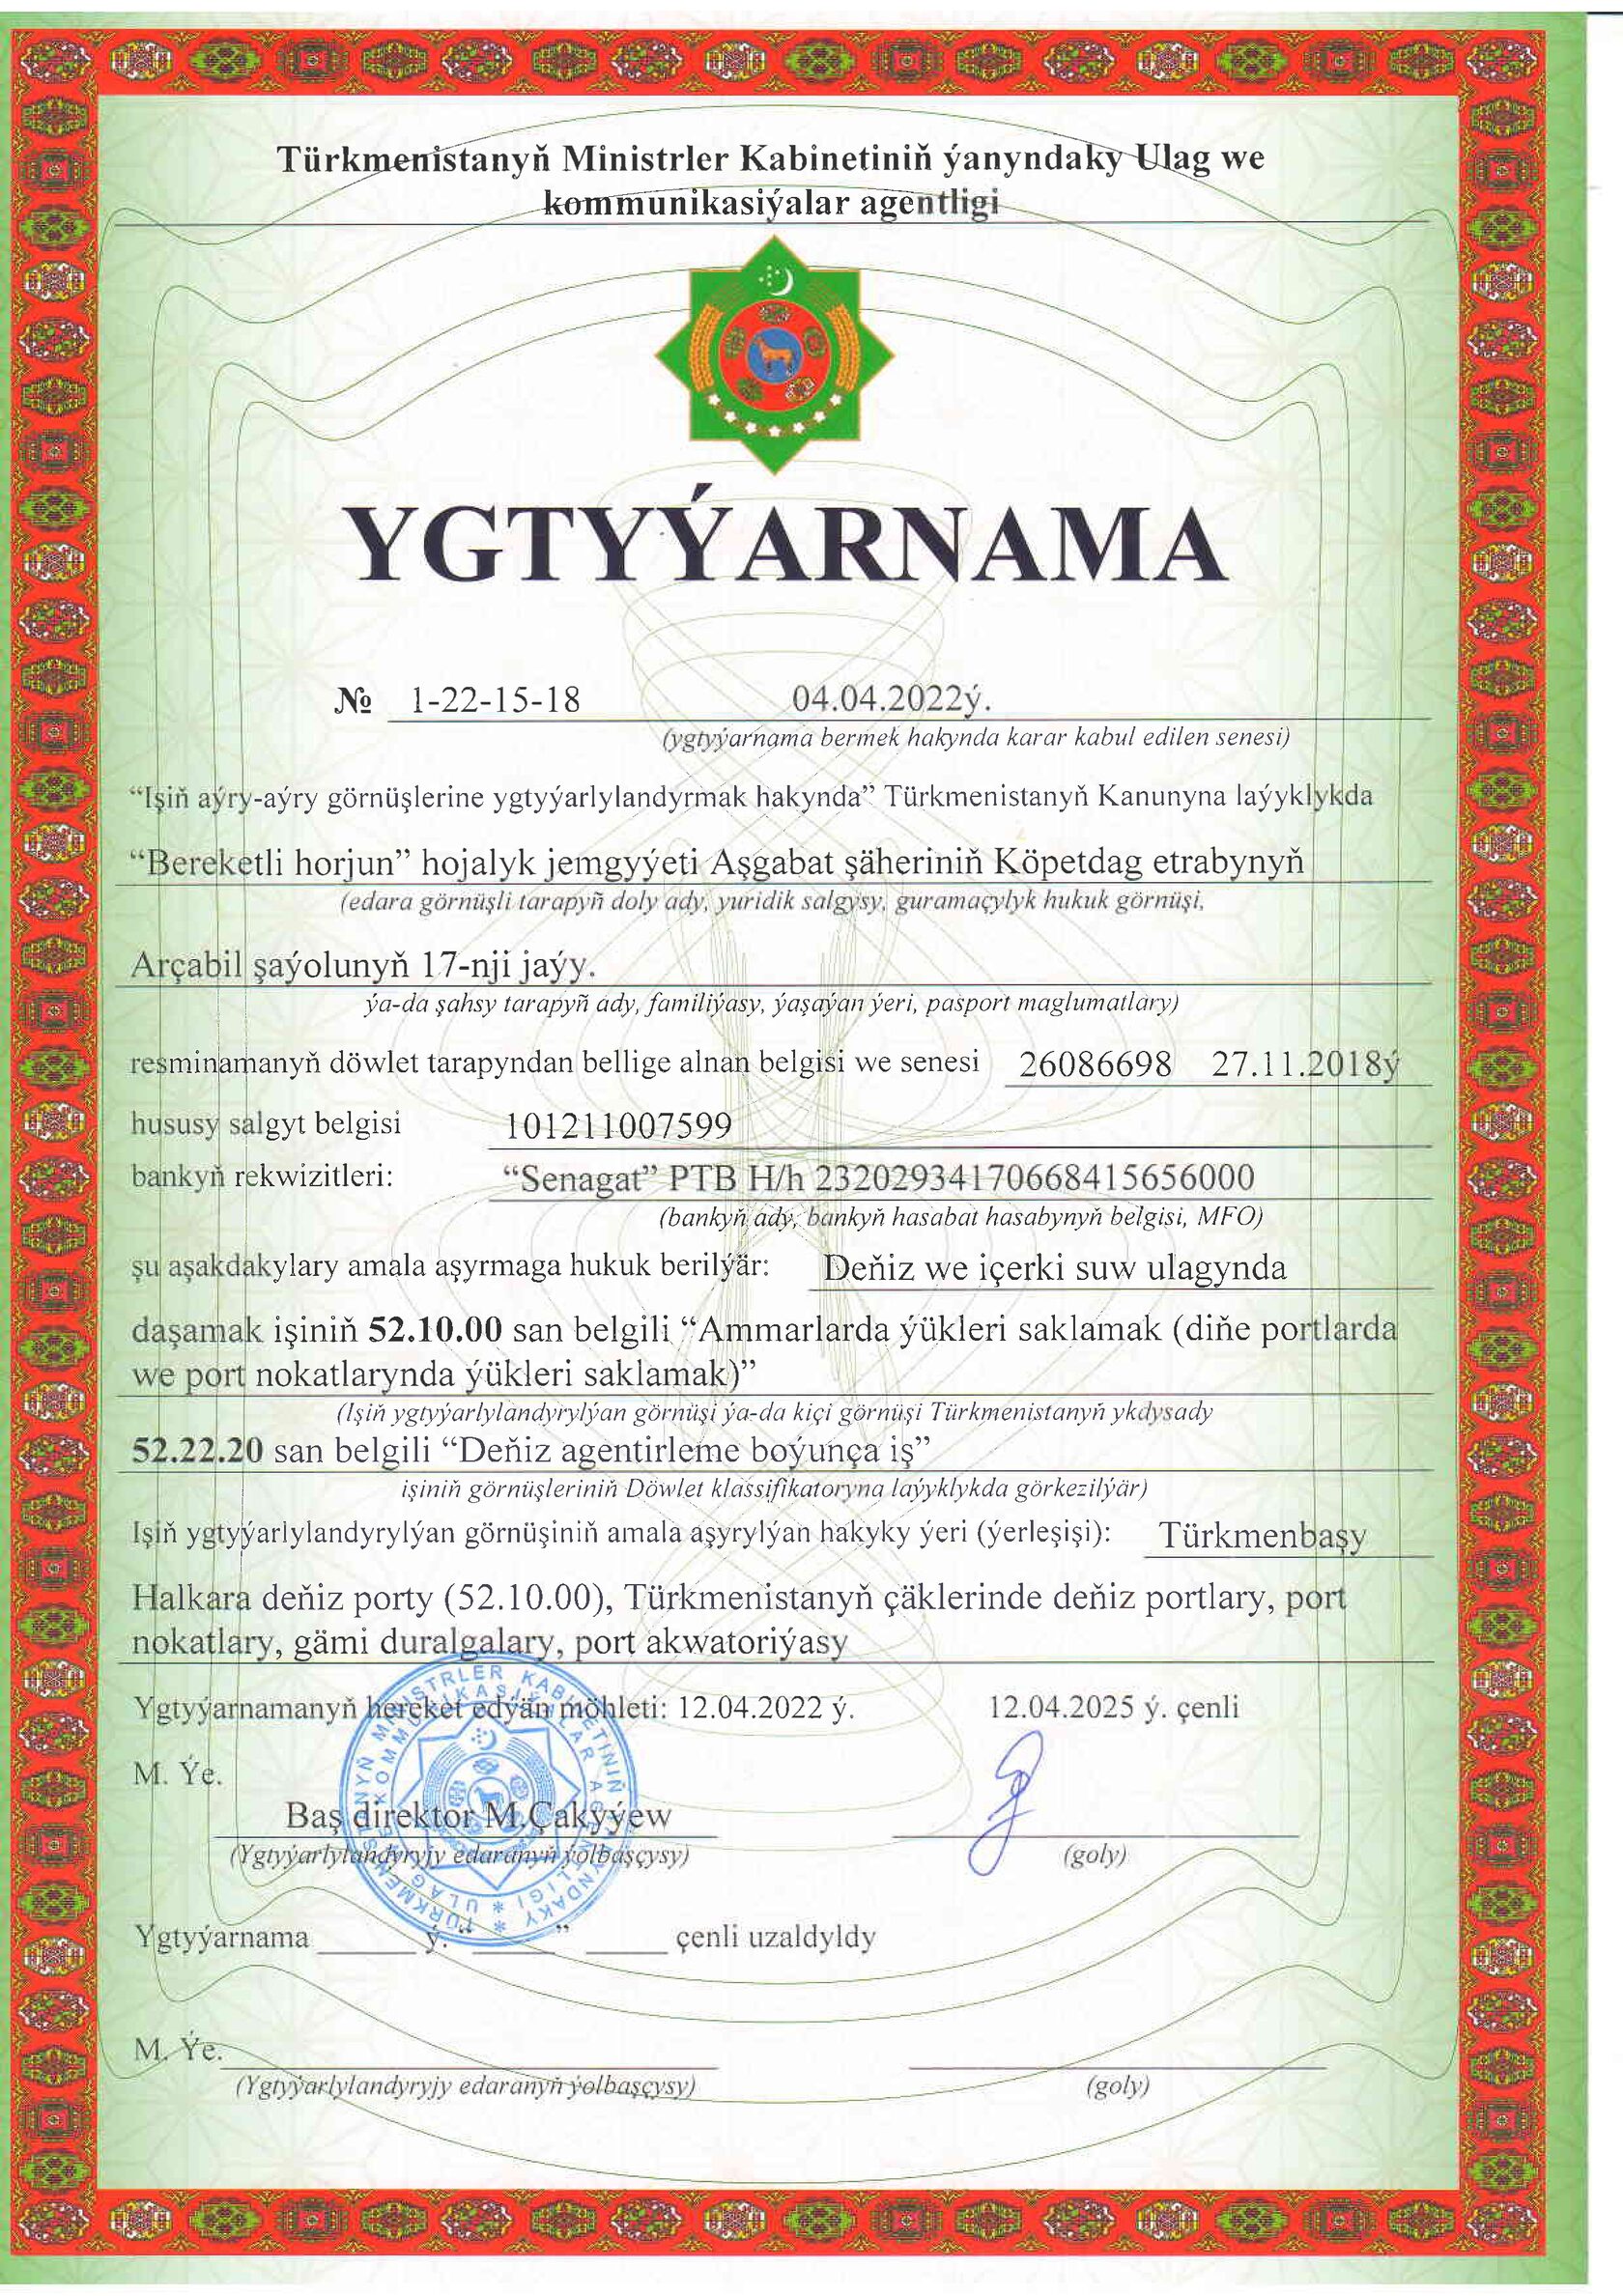 Türkmenistanyň Ministrler Kabinetiniň ýanyndaky Ulag we
kommunikasiýalar agentligi
YGTYÝARNAMA
№ 1-22-15-18 04.04.2022ý.
(ygtyýarnama bermek hakynda karar kabul edilen senesi)
“Işiň aýry-aýry görnüşlerine ygtyýarlylandyrmak hakynda” Türkmenistanyň Kanunyna laýyklykda
“Bereketli horjun” hojalyk jemgyýeti Aşgabat şäheriniň Köpetdag etrabynyň
(edara görnüşli tarapyň doly ady, yuridik salgysy, guramaçylyk hukuk görnüşi,
Arçabil şaýolunyň 17-nji jaýy.
ýa-da şahsy tarapyň ady, familiýasy, ýaşaýan ýeri, pasport maglumatlary)
resminamanyň döwlet tarapyndan bellige alnan belgisi we senesi 26086698 27.11.2018ý
hususy salgyt belgisi 101211007599
bankyň rekwizitleri: “Senagat” PTB H/h 23202934170668415656000
(bankyň ady, bankyň hasabat hasabynyň belgisi, MFO)
şu aşakdakylary amala aşyrmaga hukuk berilýär: Deňiz we içerki suw ulagynda
daşamak işiniň 52.10.00 san belgili “Ammarlarda ýükleri saklamak (diňe portlarda
we port nokatlarynda ýükleri saklamak)”
(Işiň ygtyýarlylandyrylýan görnüşi ýa-da kiçi görnüşi Türkmenistanyň ykdysady
52.22.20 san belgili “Deňiz agentirleme boýunça iş”
işiniň görnüşleriniň Döwlet klassifikatoryna laýyklykda görkezilýär)
Işiň ygtyýarlylandyrylýan görnüşiniň amala aşyrylýan hakyky ýeri (ýerleşişi): Türkmenbaşy
Halkara deňiz porty (52.10.00), Türkmenistanyň çäklerinde deňiz portlary, port
nokatlary, gämi duralgalary, port akwatoriýasy
Ygtyýarnamanyň hereket edýän möhleti: 12.04.2022 ý. 12.04.2025 ý. çenli
M. Ýe.
Baş direktor M.Çakyýew
(Ygtyýarlylandyryjy edaranyň ýolbaşçysy) (goly)
TÜRKMENISTANYŇ MINISTRLER KABINETINIŇ ÝANYNDAKY
ULAG WE KOMMUNIKASIÝALAR AGENTLIGI
Ygtyýarnama ______ ý. “_____” _____ çenli uzaldyldy
M. Ýe.
(Ygtyýarlylandyryjy edaranyň ýolbaşçysy) (goly)